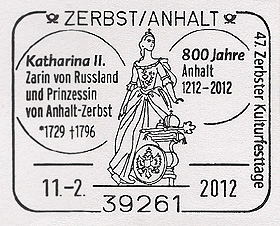 ZERBST/ANHALT
Katharina II.
Zarin von Russland
und Prinzessin
von Anhalt-Zerbst
*1729 †1796
800 Jahre
Anhalt
1212-2012
47. Zerbster Kulturfesttage
11.-2. 2012
39261